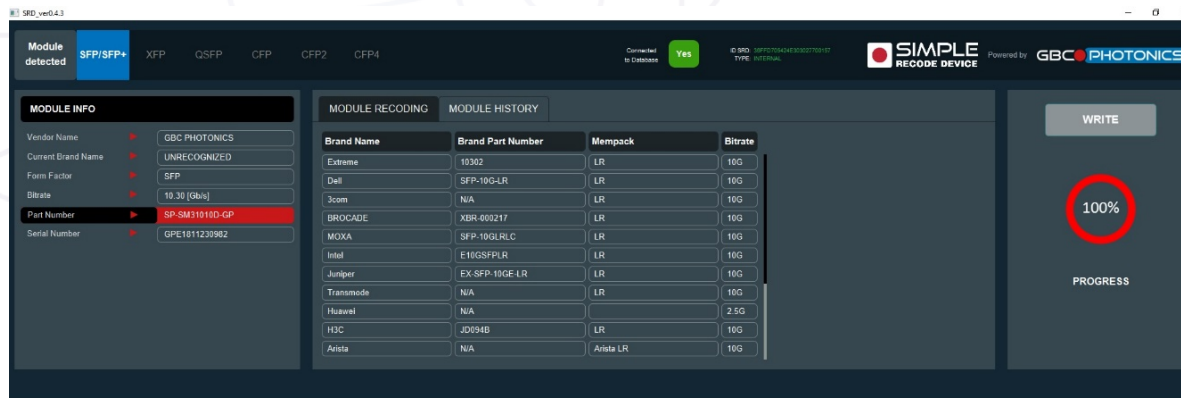 SRD_ver0.4.3
Module detected
SFP/SFP+ XFP QSFP CFP CFP2 CFP4
Connected to Database
Yes
TYPE: INTERNAL
SIMPLE
RECODE DEVICE
Powered by GBC PHOTONICS
MODULE INFO
Vendor Name GBC PHOTONICS
Current Brand Name UNRECOGNIZED
Form Factor SFP
Bitrate 10.30 [Gb/s]
Part Number SP-SM31010D-GP
Serial Number GPE1811230982
MODULE RECODING MODULE HISTORY
Brand Name Brand Part Number Mempack Bitrate
Extreme 10302 LR 10G
Dell SFP-10G-LR LR 10G
3com N/A LR 10G
BROCADE XBR-000217 LR 10G
MOXA SFP-10GLRLC LR 10G
Intel E10GSFPLR LR 10G
Juniper EX-SFP-10GE-LR LR 10G
Transmode N/A LR 10G
Huawei N/A 2.5G
H3C JD094B LR 10G
Arista N/A Arista LR 10G
WRITE
100%
PROGRESS